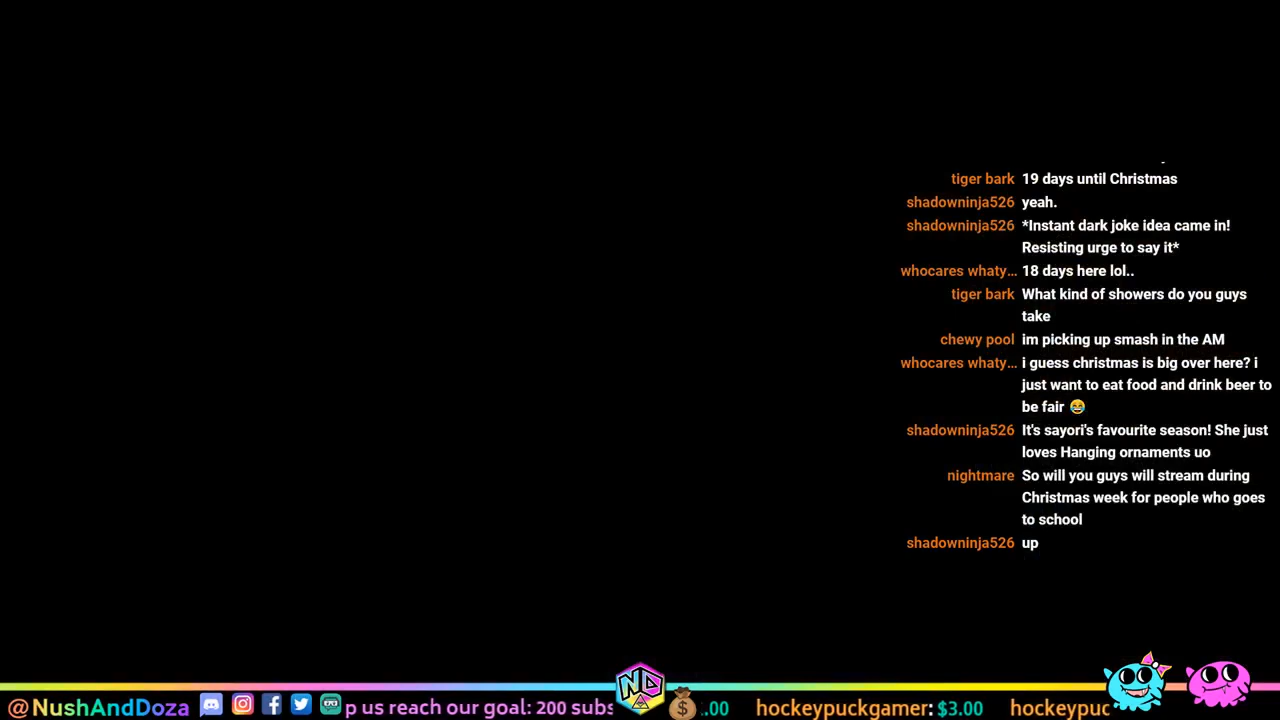 tiger bark 19 days until Christmas
shadowninja526 yeah.
shadowninja526 *Instant dark joke idea came in!
Resisting urge to say it*
whocares whaty… 18 days here lol..
tiger bark What kind of showers do you guys
take
chewy pool im picking up smash in the AM
whocares whaty… i guess christmas is big over here? i
just want to eat food and drink beer to
be fair 😂
shadowninja526 It's sayori's favourite season! She just
loves Hanging ornaments uo
nightmare So will you guys will stream during
Christmas week for people who goes
to school
shadowninja526 up
@NushAndDoza p us reach our goal: 200 subs ND .00 hockeypuckgamer: $3.00 hockeypuc